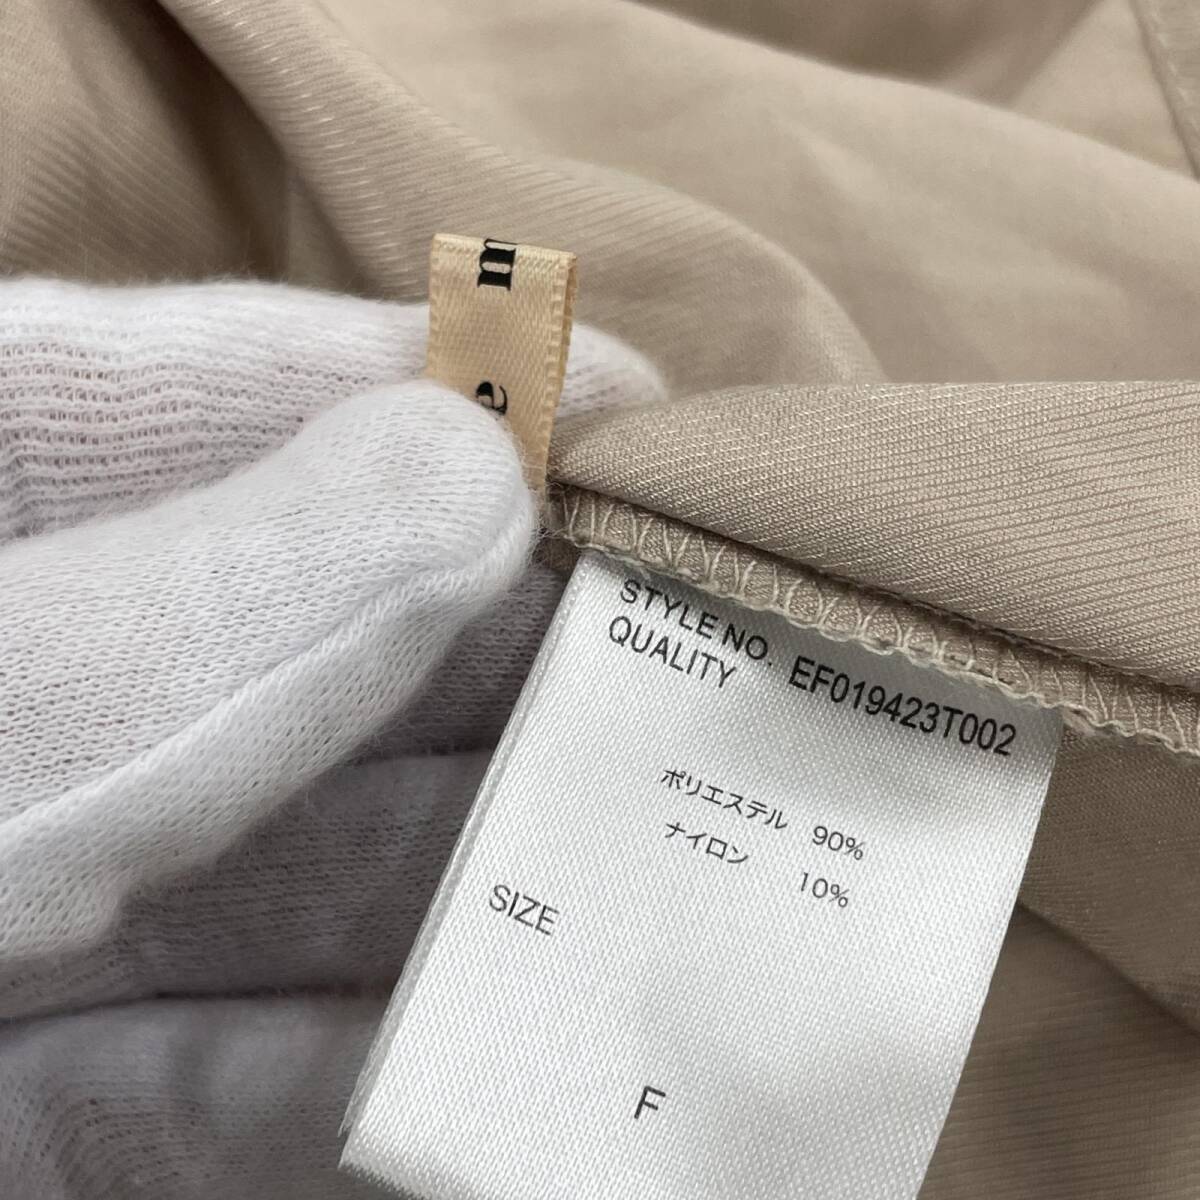 m
e
STYLE NO. EF019423T002
QUALITY
ポリエステル 90%
ナイロン 10%
SIZE
F